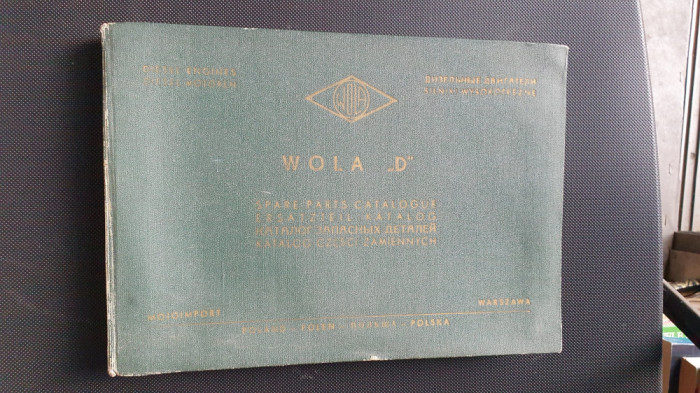 DIESEL ENGINES
ДИЗЕЛЬНЫЕ ДВИГАТЕЛИ
SILNIKI WYSOKOPRĘŻNE
WOLA
WOLA „D"
SPARE PARTS CATALOGUE
ERSATZTEIL KATALOG
КАТАЛОГ ЗАПАСНЫХ ДЕТАЛЕЙ
KATALOG CZĘŚCI ZAMIENNYCH
MOTOIMPORT
WARSZAWA
POLAND - POLEN - ПОЛЬША - POLSKA